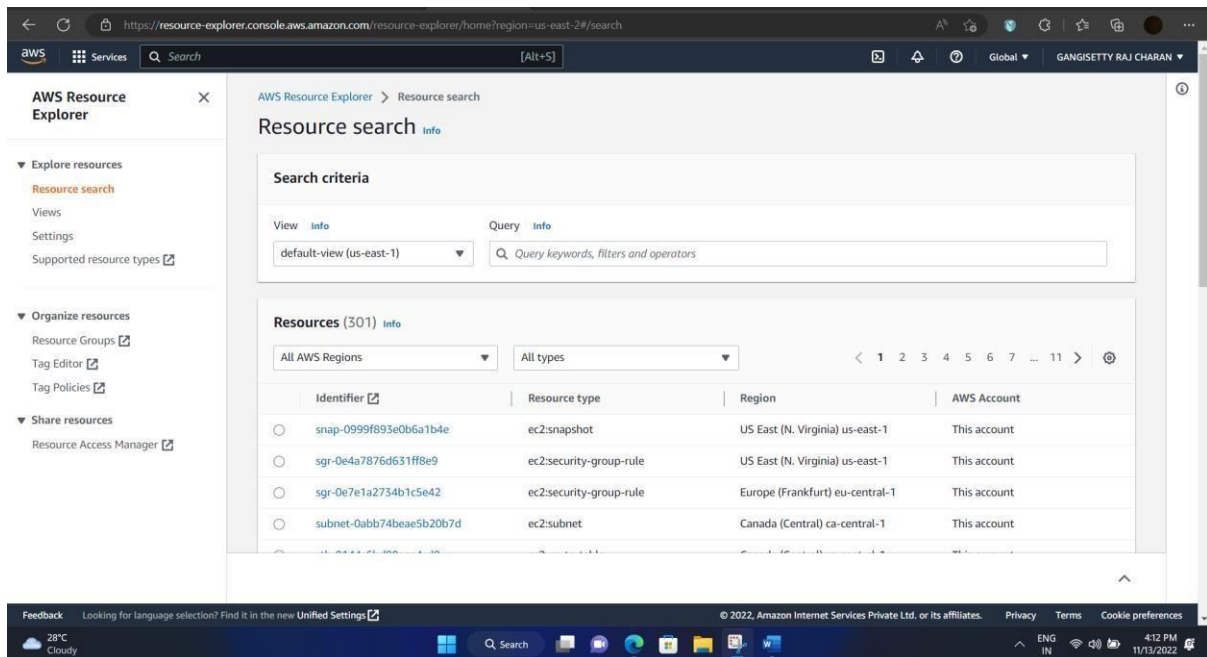 https://resource-explorer.console.aws.amazon.com/resource-explorer/home?region=us-east-2#/search
aws Services Search [Alt+S] Global GANGISETTY RAJ CHARAN
AWS Resource Explorer
Explore resources
Resource search
Views
Settings
Supported resource types
Organize resources
Resource Groups
Tag Editor
Tag Policies
Share resources
Resource Access Manager
AWS Resource Explorer > Resource search
Resource search Info
Search criteria
View Info
default-view (us-east-1)
Query Info
Query keywords, filters and operators
Resources (301) Info
All AWS Regions All types < 1 2 3 4 5 6 7 ... 11 >
Identifier Resource type Region AWS Account
snap-0999f893e0b6a1b4e ec2:snapshot US East (N. Virginia) us-east-1 This account
sgr-0e4a7876d631ff8e9 ec2:security-group-rule US East (N. Virginia) us-east-1 This account
sgr-0e7e1a2734b1c5e42 ec2:security-group-rule Europe (Frankfurt) eu-central-1 This account
subnet-0abb74beae5b20b7d ec2:subnet Canada (Central) ca-central-1 This account
Feedback Looking for language selection? Find it in the new Unified Settings © 2022, Amazon Internet Services Private Ltd. or its affiliates. Privacy Terms Cookie preferences
28°C
Cloudy
Search
ENG
IN
4:12 PM
11/13/2022